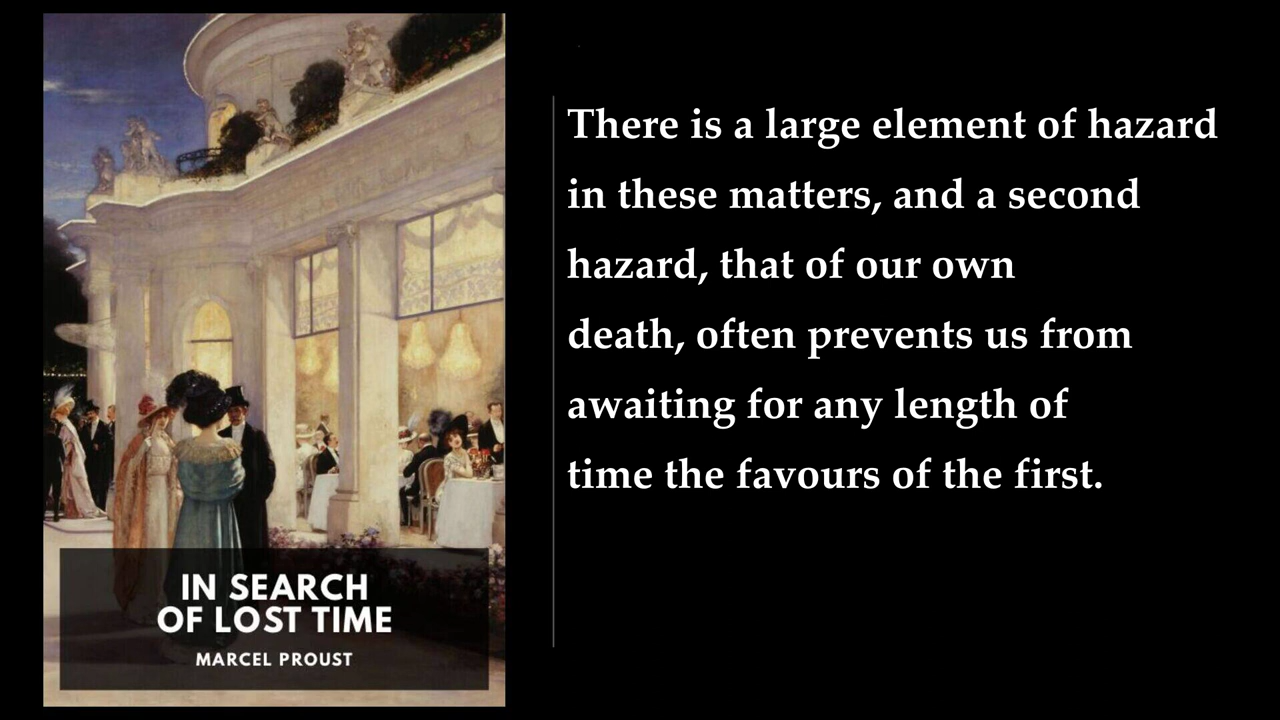 There is a large element of hazard
in these matters, and a second
hazard, that of our own
death, often prevents us from
awaiting for any length of
time the favours of the first.
IN SEARCH
OF LOST TIME
MARCEL PROUST